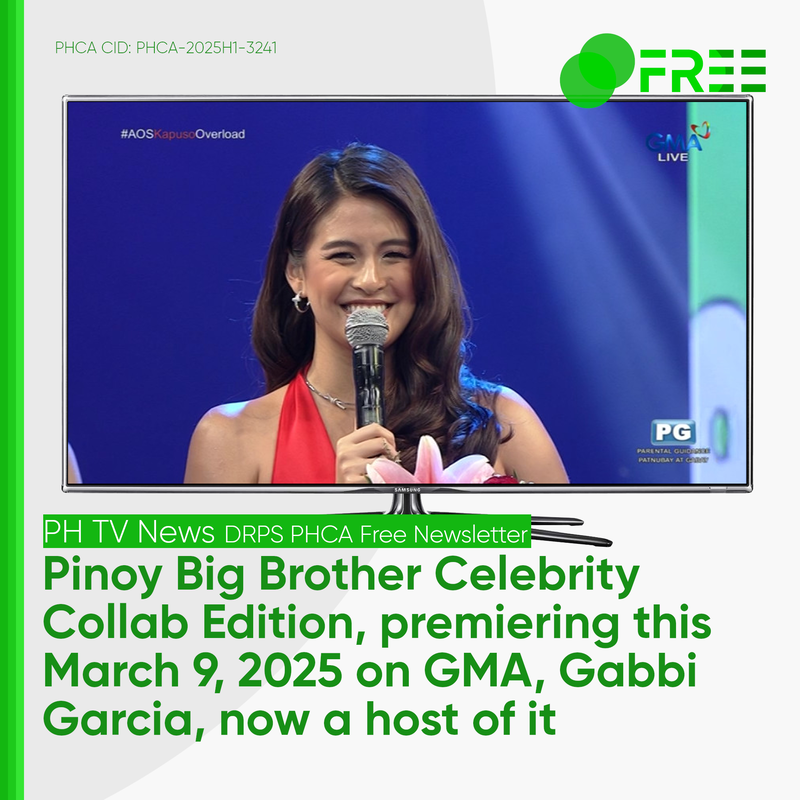 PHCA CID: PHCA-2025H1-3241
FREE
#AOSKapusoOverload
GMA
LIVE
PG
PARENTAL GUIDANCE
PATNUBAY AT GABAY
SAMSUNG
PH TV News DRPS PHCA Free Newsletter
Pinoy Big Brother Celebrity
Collab Edition, premiering this
March 9, 2025 on GMA, Gabbi
Garcia, now a host of it